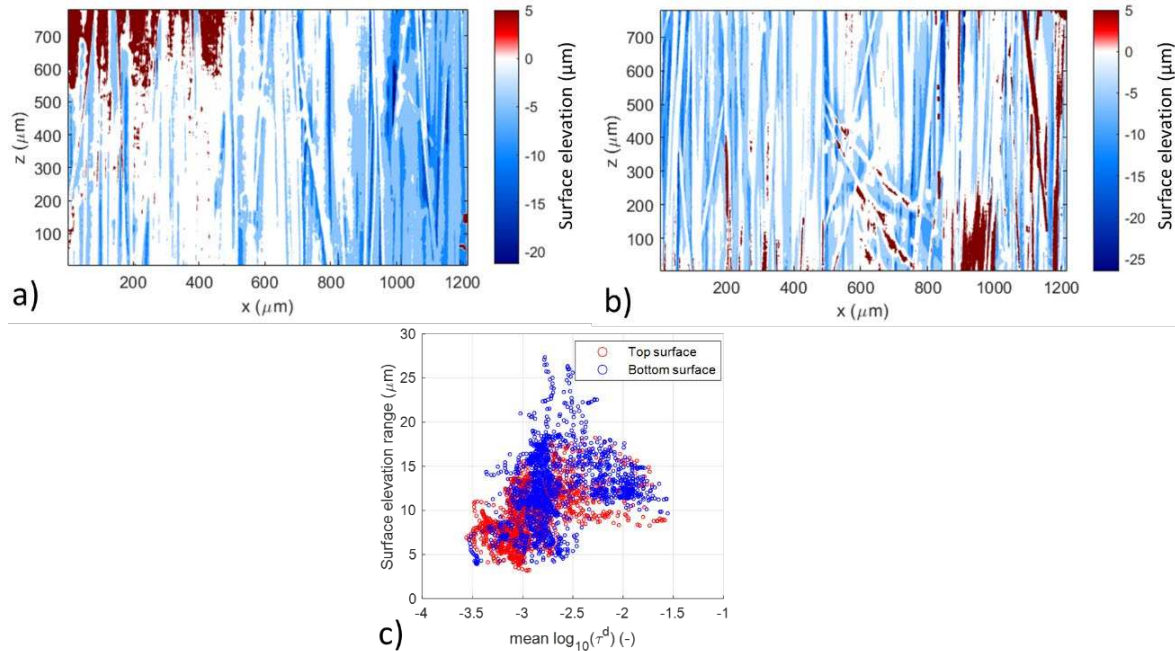 700
600
500
400
300
200
100
z (μm)
200 400 600 800 1000 1200
x (μm)
5
0
-5
-10
-15
-20
Surface elevation (μm)
a)
700
600
500
400
300
200
100
z (μm)
200 400 600 800 1000 1200
x (μm)
5
0
-5
-10
-15
-20
-25
Surface elevation (μm)
b)
30
25
20
15
10
5
0
Surface elevation range (μm)
Top surface
Bottom surface
-4 -3.5 -3 -2.5 -2 -1.5 -1
mean log10(τd) (-)
c)